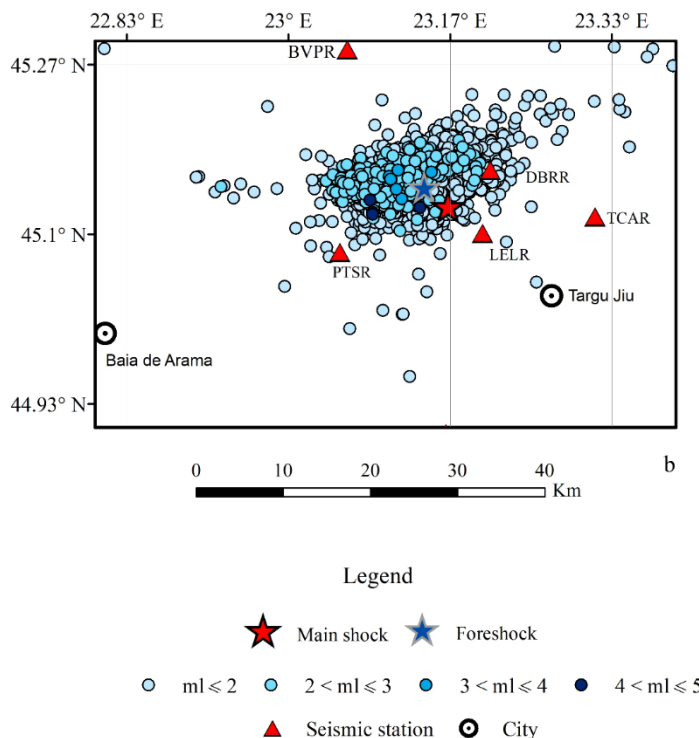 22.83° E 23° E 23.17° E 23.33° E
BVPR
45.27° N
DBRR
TCAR
45.1° N
LELR
PTSR
Targu Jiu
Baia de Arama
44.93° N
b
0 10 20 30 40
Km
Legend
Main shock Foreshock
ml ⩽ 2 2 < ml ⩽ 3 3 < ml ⩽ 4 4 < ml ⩽ 5
Seismic station City